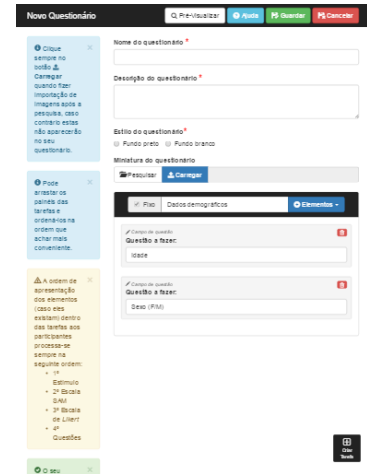 Novo Questionário
Pré-Visualizar
Ajuda
Guardar
Cancelar
Clique
sempre no
botão
Carregar
quando fizer
importação de
imagens após a
pesquisa, caso
contrário estas
não aparecerão
no seu
questionário.
Pode
arrastar os
painéis das
tarefas e
ordená-los na
ordem que
achar mais
conveniente.
A ordem de
apresentação
dos elementos
(caso eles
existam) dentro
das tarefas aos
participantes
processa-se
sempre na
seguinte ordem:
• 1º
Estímulo
• 2º Escala
SAM
• 3º Escala
de Likert
• 4º
Questões
O seu
Nome do questionário *
Descrição do questionário *
Estilo do questionário*
Fundo preto Fundo branco
Miniatura do questionário
Pesquisar Carregar
Fixo Dados demográficos Elementos
Campo de questão
Questão a fazer:
Idade
Campo de questão
Questão a fazer:
Sexo (F/M)
Criar
Tarefa